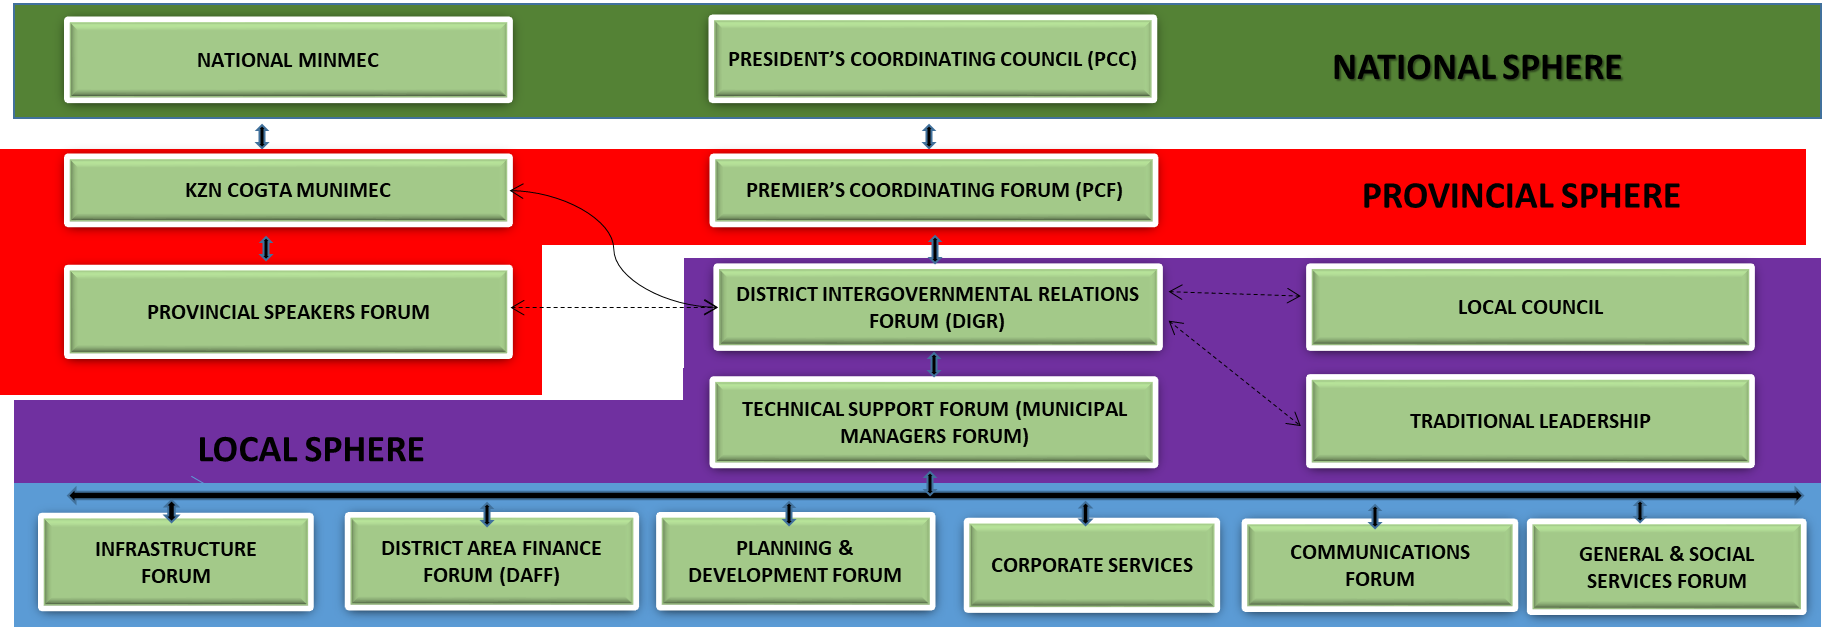 NATIONAL MINMEC
PRESIDENT’S COORDINATING COUNCIL (PCC)
NATIONAL SPHERE
KZN COGTA MUNIMEC
PREMIER’S COORDINATING FORUM (PCF)
PROVINCIAL SPHERE
PROVINCIAL SPEAKERS FORUM
DISTRICT INTERGOVERNMENTAL RELATIONS
FORUM (DIGR)
LOCAL COUNCIL
TECHNICAL SUPPORT FORUM (MUNICIPAL
MANAGERS FORUM)
TRADITIONAL LEADERSHIP
LOCAL SPHERE
INFRASTRUCTURE
FORUM
DISTRICT AREA FINANCE
FORUM (DAFF)
PLANNING &
DEVELOPMENT FORUM
CORPORATE SERVICES
COMMUNICATIONS
FORUM
GENERAL & SOCIAL
SERVICES FORUM